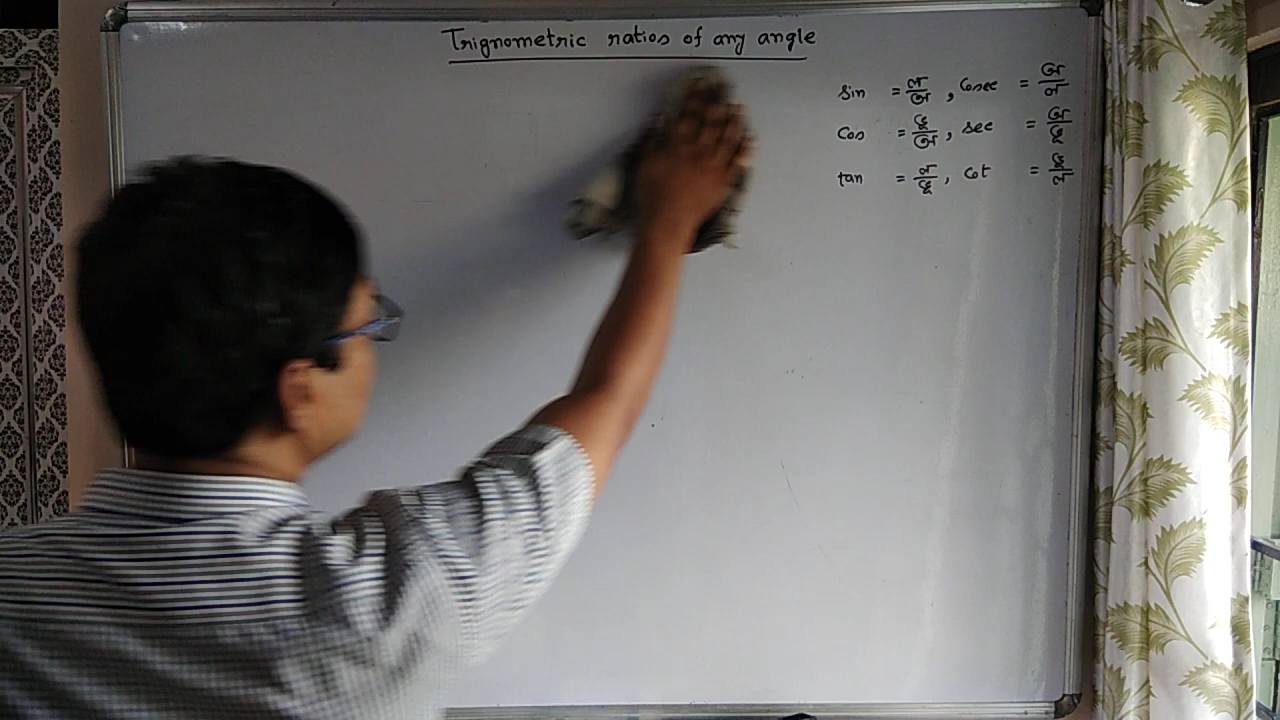 Trignometric ratios of any angle
sin = ল/অ , Cosec = অ/ল
Cos = ভূ/অ , sec = অ/ভূ
tan = ল/ভূ , Cot = ভূ/ল